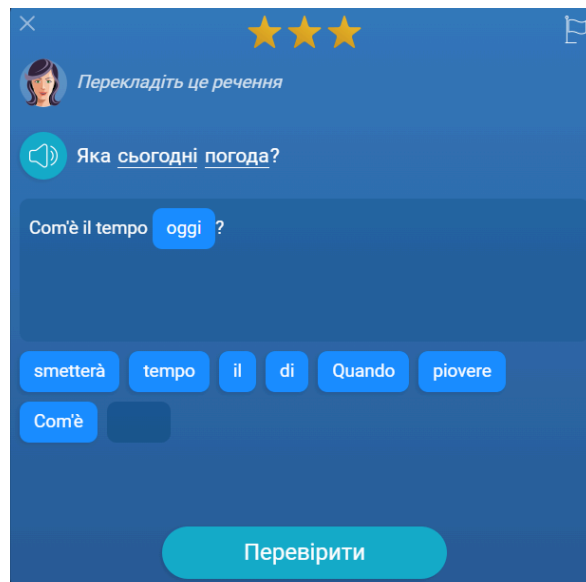 Перекладіть це речення
Яка сьогодні погода?
Com'è il tempo oggi ?
smetterà tempo il di Quando piovere
Com'è
Перевірити